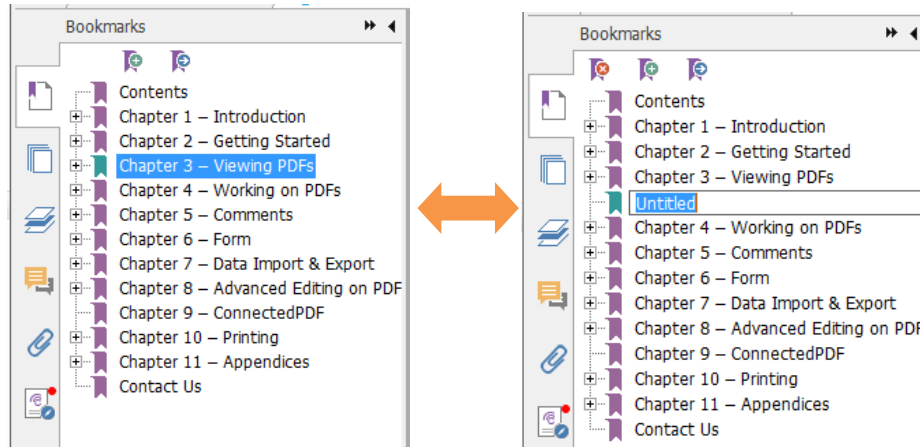 Bookmarks
Contents
Chapter 1 – Introduction
Chapter 2 – Getting Started
Chapter 3 – Viewing PDFs
Chapter 4 – Working on PDFs
Chapter 5 – Comments
Chapter 6 – Form
Chapter 7 – Data Import & Export
Chapter 8 – Advanced Editing on PDF
Chapter 9 – ConnectedPDF
Chapter 10 – Printing
Chapter 11 – Appendices
Contact Us
Bookmarks
Contents
Chapter 1 – Introduction
Chapter 2 – Getting Started
Chapter 3 – Viewing PDFs
Untitled
Chapter 4 – Working on PDFs
Chapter 5 – Comments
Chapter 6 – Form
Chapter 7 – Data Import & Export
Chapter 8 – Advanced Editing on PDF
Chapter 9 – ConnectedPDF
Chapter 10 – Printing
Chapter 11 – Appendices
Contact Us